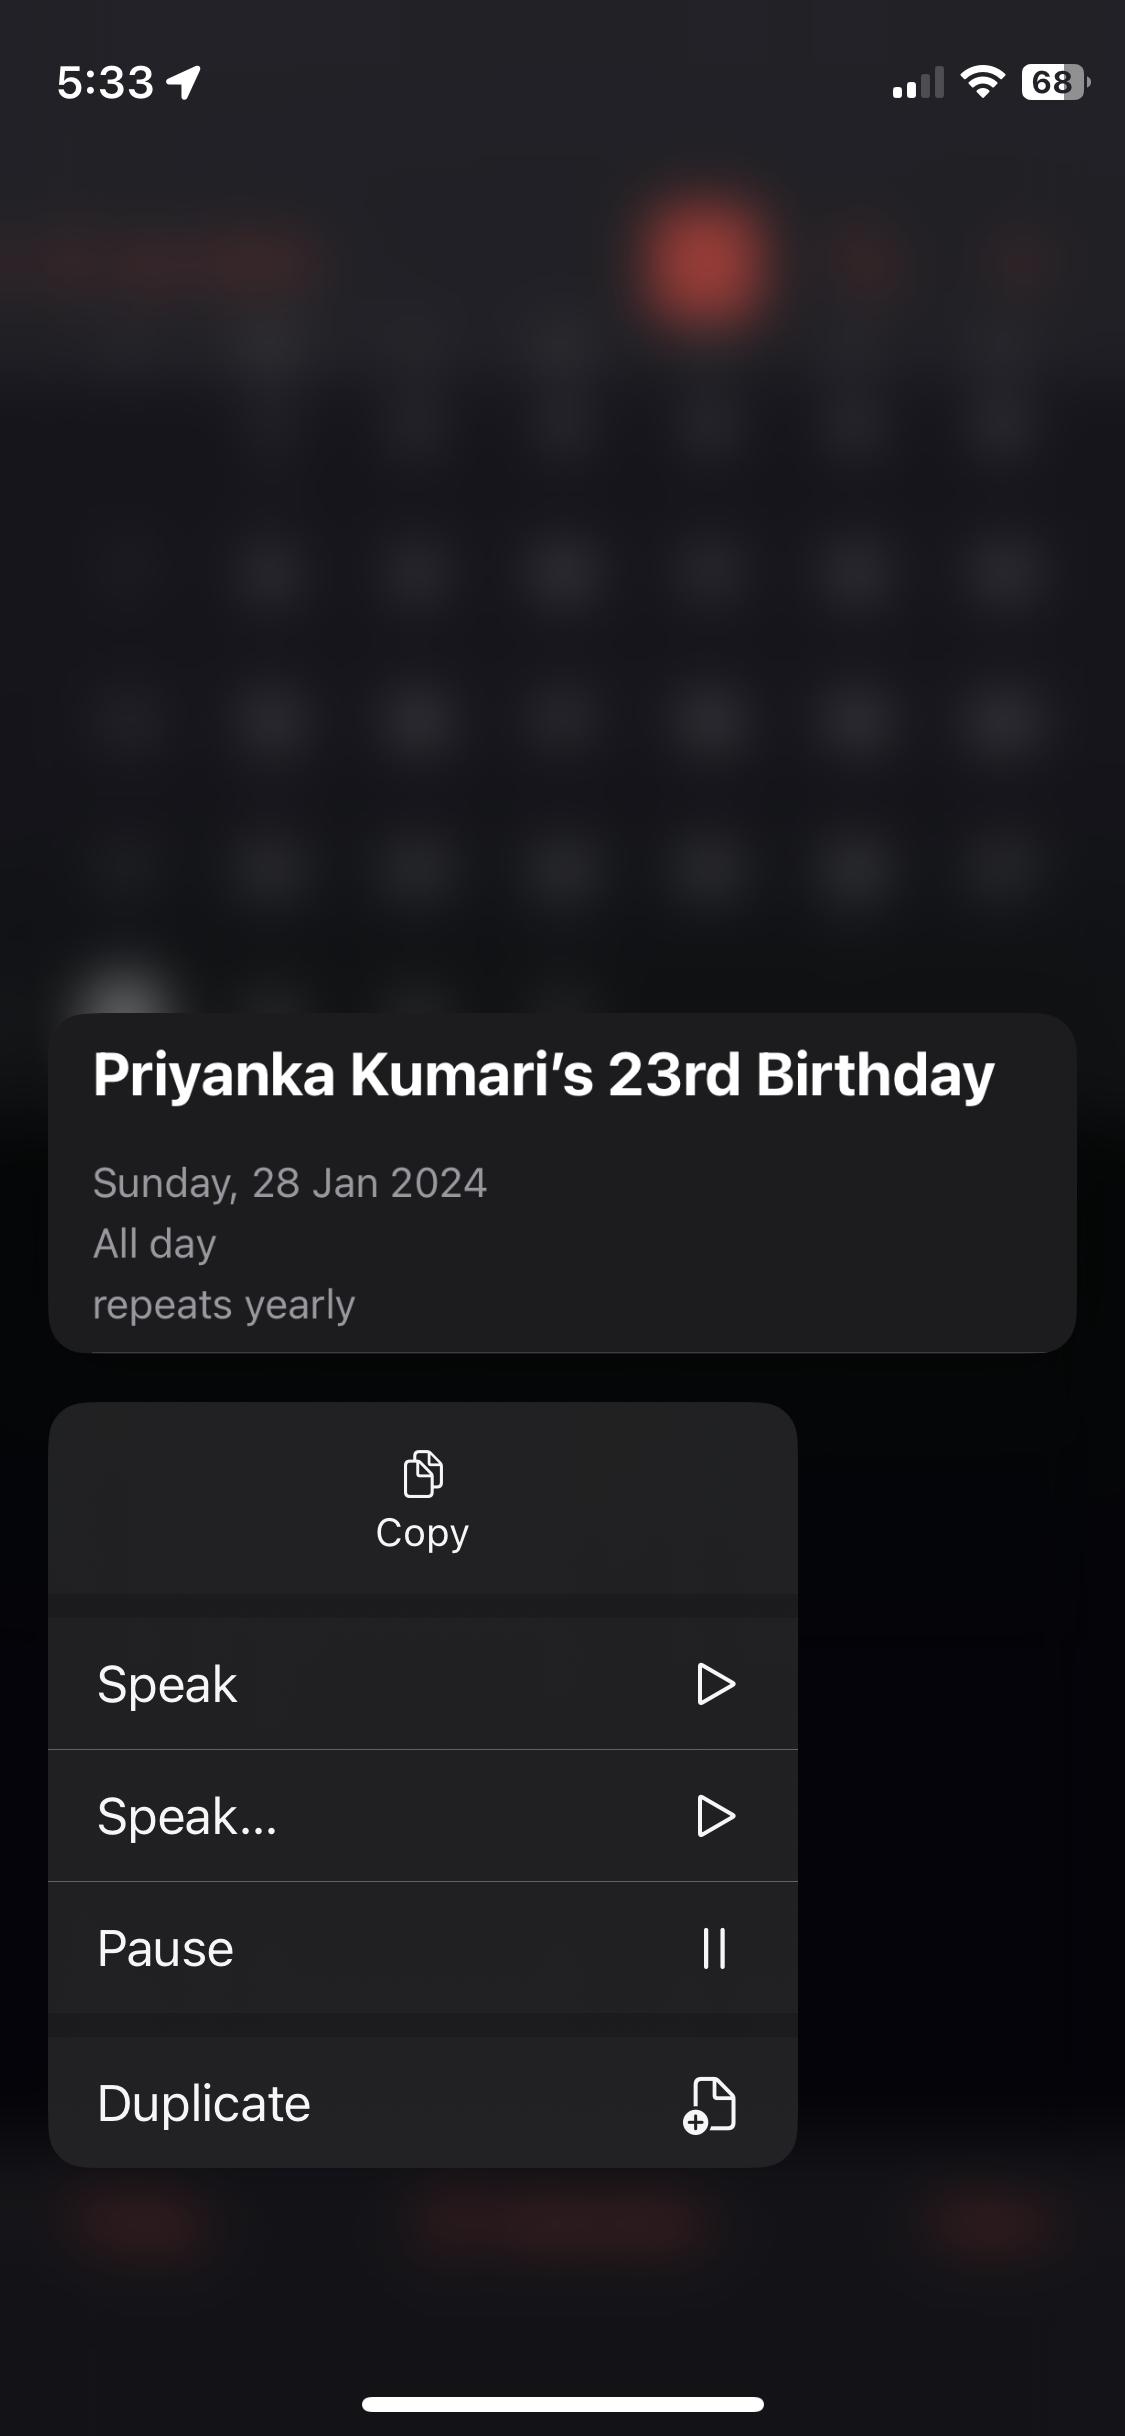 5:33
68
Priyanka Kumari’s 23rd Birthday
Sunday, 28 Jan 2024
All day
repeats yearly
Copy
Speak
Speak...
Pause
Duplicate